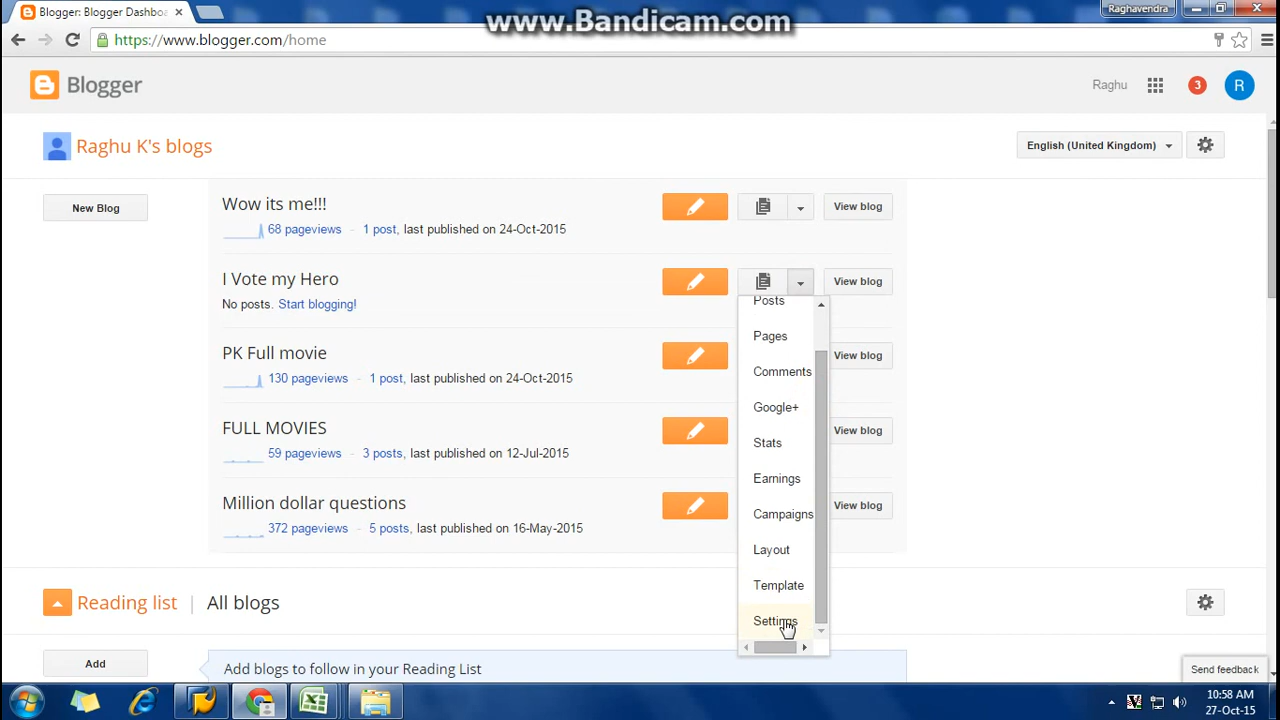 Blogger: Blogger Dashbo
www.Bandicam.com
Raghavendra
https://www.blogger.com/home
Blogger
Raghu
3
R
Raghu K's blogs
English (United Kingdom)
New Blog
Wow its me!!!
68 pageviews - 1 post, last published on 24-Oct-2015
View blog
I Vote my Hero
No posts. Start blogging!
View blog
Posts
Pages
Comments
Google+
Stats
Earnings
Campaigns
Layout
Template
Settings
PK Full movie
130 pageviews - 1 post, last published on 24-Oct-2015
View blog
FULL MOVIES
59 pageviews - 3 posts, last published on 12-Jul-2015
View blog
Million dollar questions
372 pageviews - 5 posts, last published on 16-May-2015
View blog
Reading list | All blogs
Add
Add blogs to follow in your Reading List
Send feedback
10:58 AM
27-Oct-15